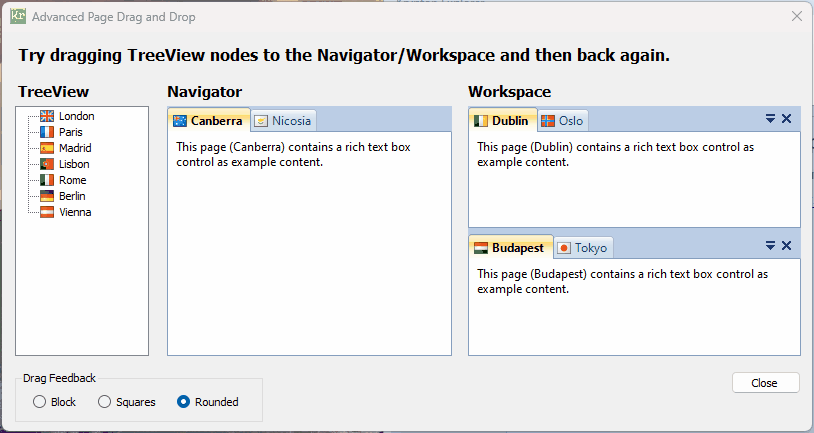 Kr Advanced Page Drag and Drop
Try dragging TreeView nodes to the Navigator/Workspace and then back again.
TreeView
London
Paris
Madrid
Lisbon
Rome
Berlin
Vienna
Navigator
Canberra Nicosia
This page (Canberra) contains a rich text box
control as example content.
Workspace
Dublin Oslo
This page (Dublin) contains a rich text box control as
example content.
Budapest Tokyo
This page (Budapest) contains a rich text box control as
example content.
Drag Feedback
Block Squares Rounded
Close